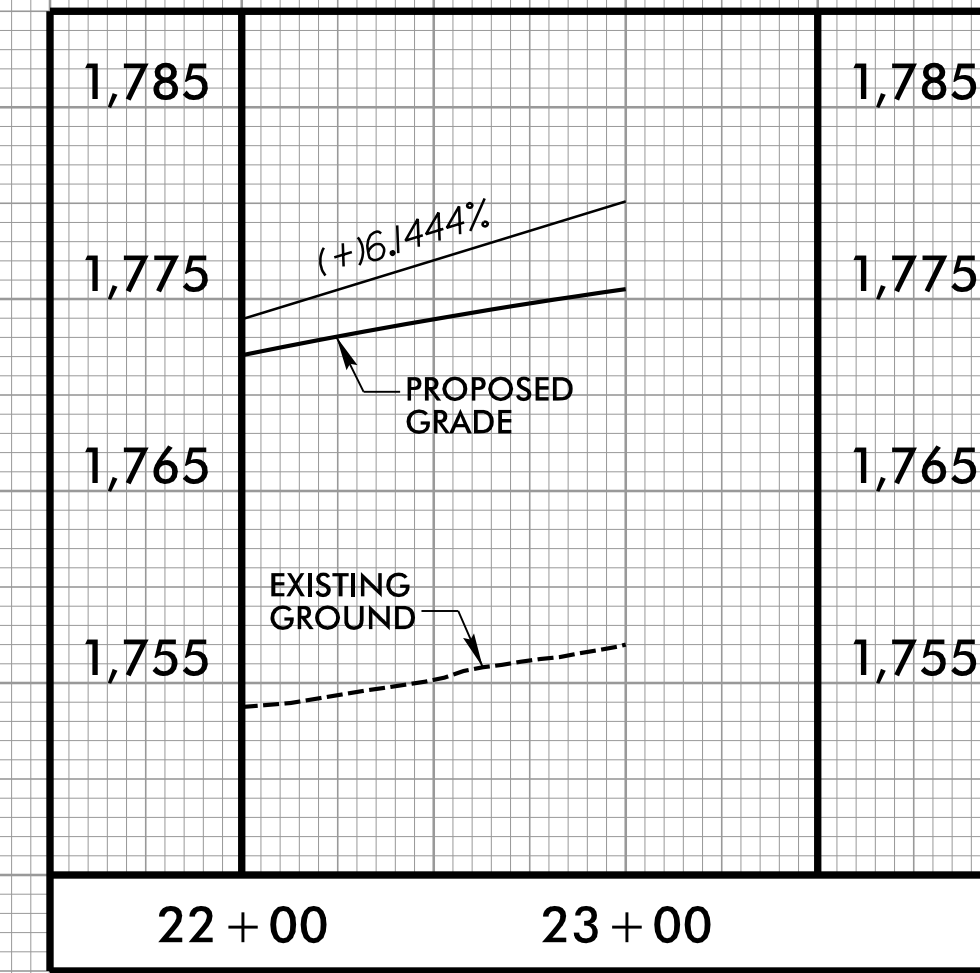 1,785 1,785
(+)6.1444%
1,775 1,775
PROPOSED
GRADE
1,765 1,765
EXISTING
GROUND
1,755 1,755
22+00 23+00